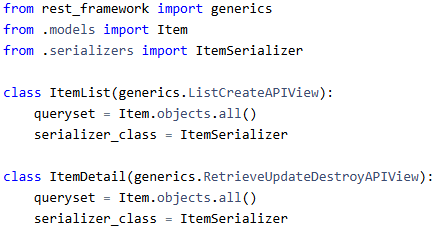 from rest_framework import generics
from .models import Item
from .serializers import ItemSerializer

class ItemList(generics.ListCreateAPIView):
    queryset = Item.objects.all()
    serializer_class = ItemSerializer

class ItemDetail(generics.RetrieveUpdateDestroyAPIView):
    queryset = Item.objects.all()
    serializer_class = ItemSerializer